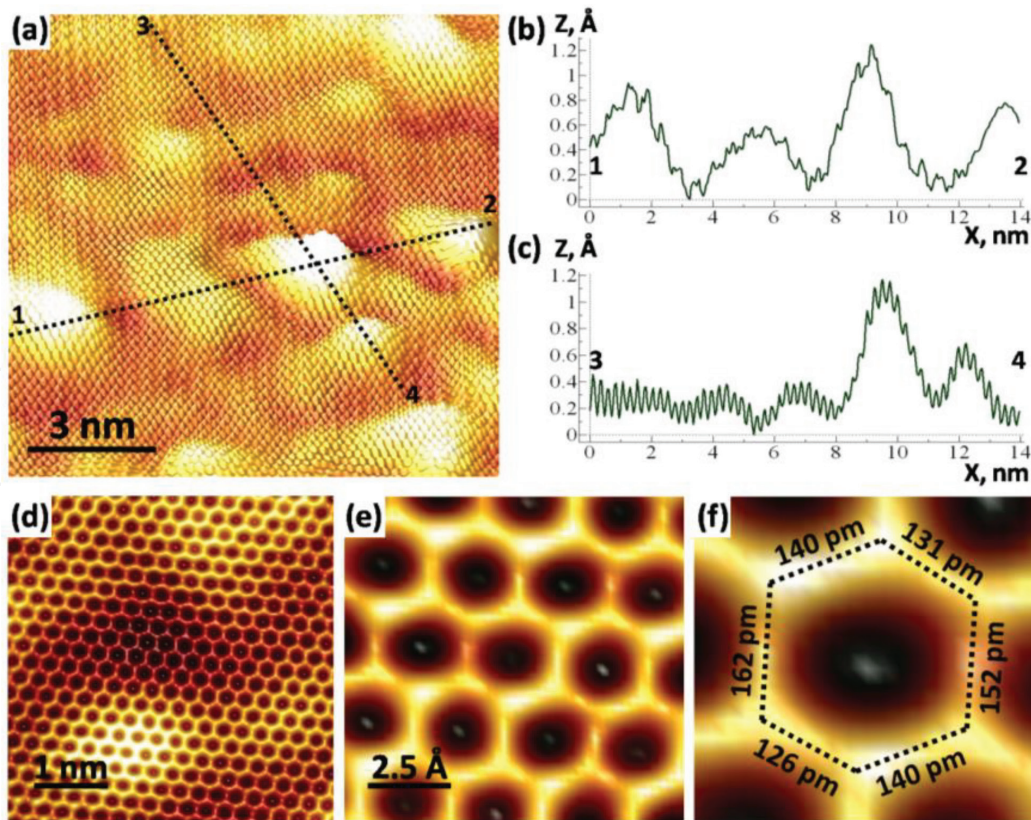 (a)
3
2
1
4
3 nm
(b)
Z, Å
1.2
1
0.8
0.6
0.4
0.2
0
1
2
0 2 4 6 8 10 12 14
X, nm
(c)
Z, Å
1.2
1
0.8
0.6
0.4
0.2
0
3
4
0 2 4 6 8 10 12 14
X, nm
(d)
1 nm
(e)
2.5 Å
(f)
140 pm
131 pm
162 pm
152 pm
126 pm
140 pm